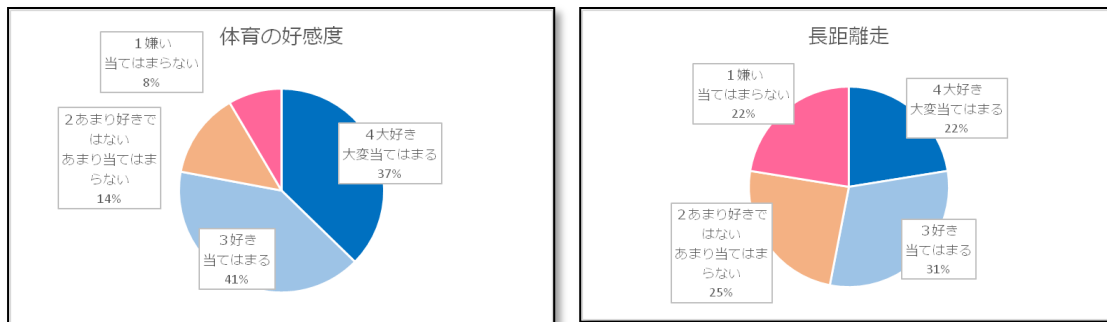 体育の好感度
1嫌い
当てはまらない
8%
2あまり好きで
はない
あまり当てはま
らない
14%
4大好き
大変当てはまる
37%
3好き
当てはまる
41%
長距離走
1嫌い
当てはまらない
22%
4大好き
大変当てはまる
22%
2あまり好きで
はない
あまり当てはま
らない
25%
3好き
当てはまる
31%